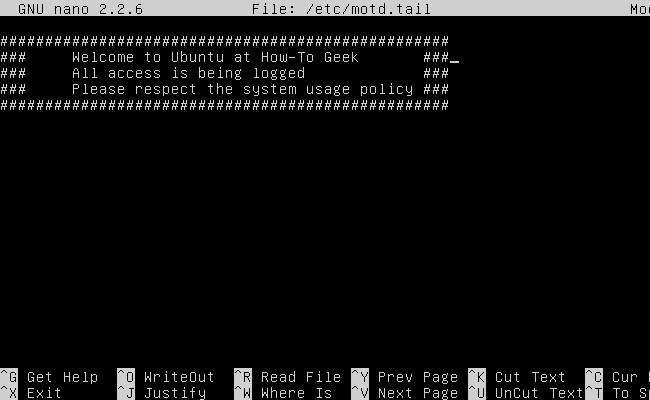 GNU nano 2.2.6 File: /etc/motd.tail
##################################################
### Welcome to Ubuntu at How-To Geek ###
### All access is being logged ###
### Please respect the system usage policy ###
##################################################
^G Get Help ^O WriteOut ^R Read File ^Y Prev Page ^K Cut Text ^C Cur
^X Exit ^J Justify ^W Where Is ^V Next Page ^U UnCut Text ^T To